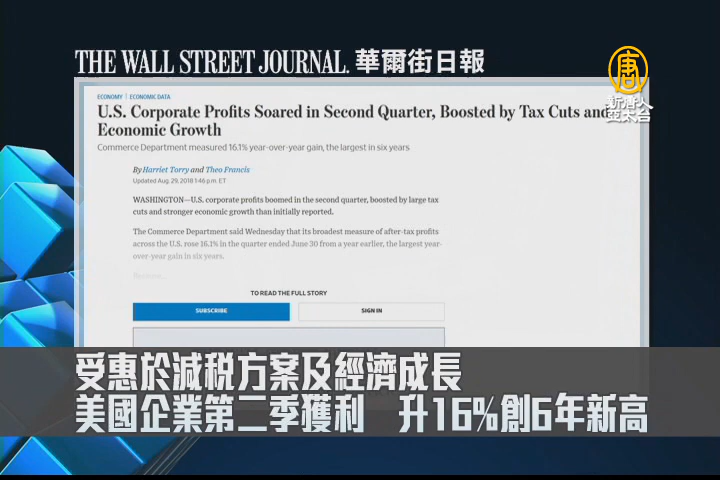 THE WALL STREET JOURNAL. 華爾街日報
唐
新唐人
亞太台
ECONOMY | ECONOMIC DATA
U.S. Corporate Profits Soared in Second Quarter, Boosted by Tax Cuts and
Economic Growth
Commerce Department measured 16.1% year-over-year gain, the largest in six years
By Harriet Torry and Theo Francis
Updated Aug. 29, 2018 1:46 p.m. ET
WASHINGTON—U.S. corporate profits boomed in the second quarter, boosted by large tax
cuts and stronger economic growth than initially reported.
The Commerce Department said Wednesday that its broadest measure of after-tax profits
across the U.S. rose 16.1% in the quarter ended June 30 from a year earlier, the largest year-
over-year gain in six years.
TO READ THE FULL STORY
SUBSCRIBE
SIGN IN
受惠於減稅方案及經濟成長
美國企業第二季獲利 升16%創6年新高